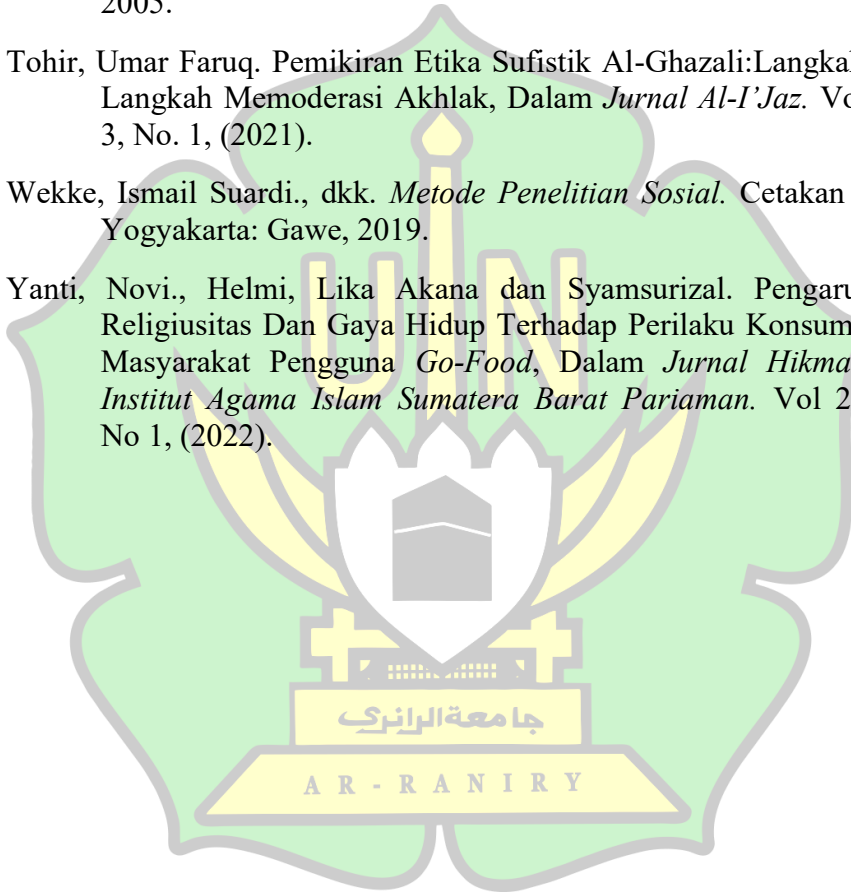 2005.
Tohir, Umar Faruq. Pemikiran Etika Sufistik Al-Ghazali:Langkah
Langkah Memoderasi Akhlak, Dalam Jurnal Al-I’Jaz. Vo
3, No. 1, (2021).
Wekke, Ismail Suardi., dkk. Metode Penelitian Sosial. Cetakan
Yogyakarta: Gawe, 2019.
Yanti, Novi., Helmi, Lika Akana dan Syamsurizal. Pengaru
Religiusitas Dan Gaya Hidup Terhadap Perilaku Konsum
Masyarakat Pengguna Go-Food, Dalam Jurnal Hikma
Institut Agama Islam Sumatera Barat Pariaman. Vol 2
No 1, (2022).
UIN
جامعةالرانري
AR-RANIRY